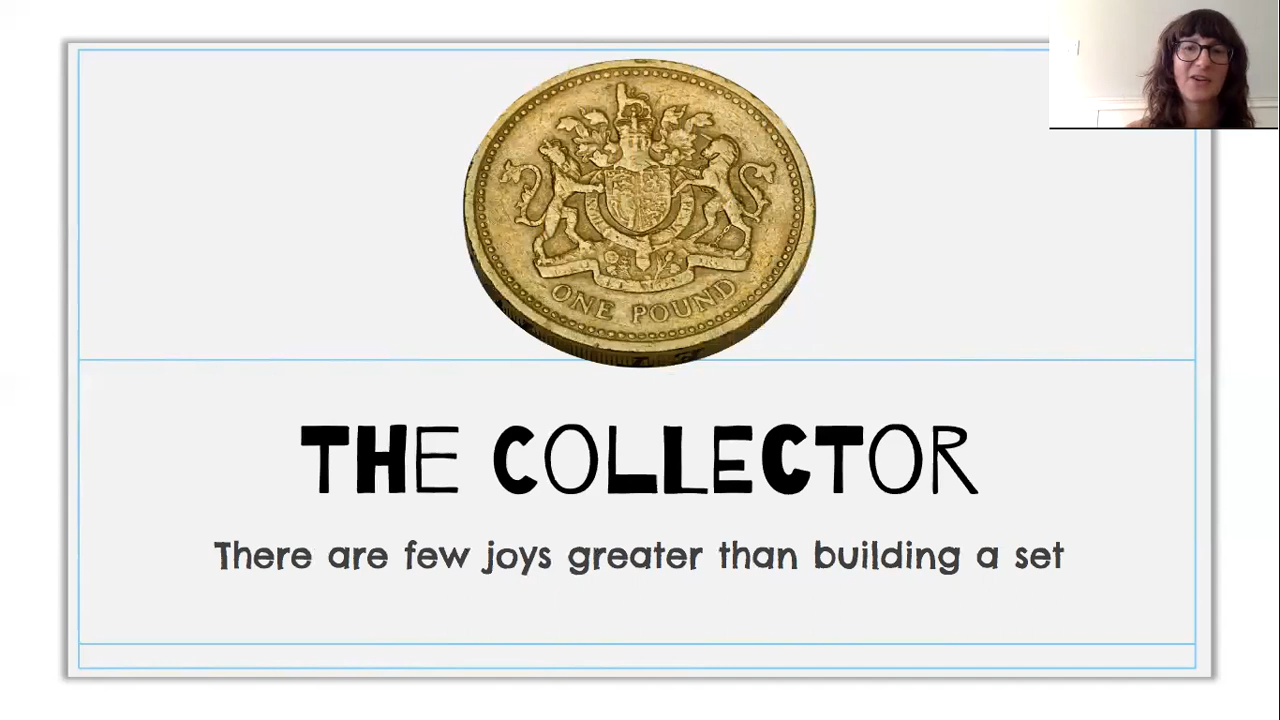 ONE POUND
THE COLLECTOR
There are few joys greater than building a set